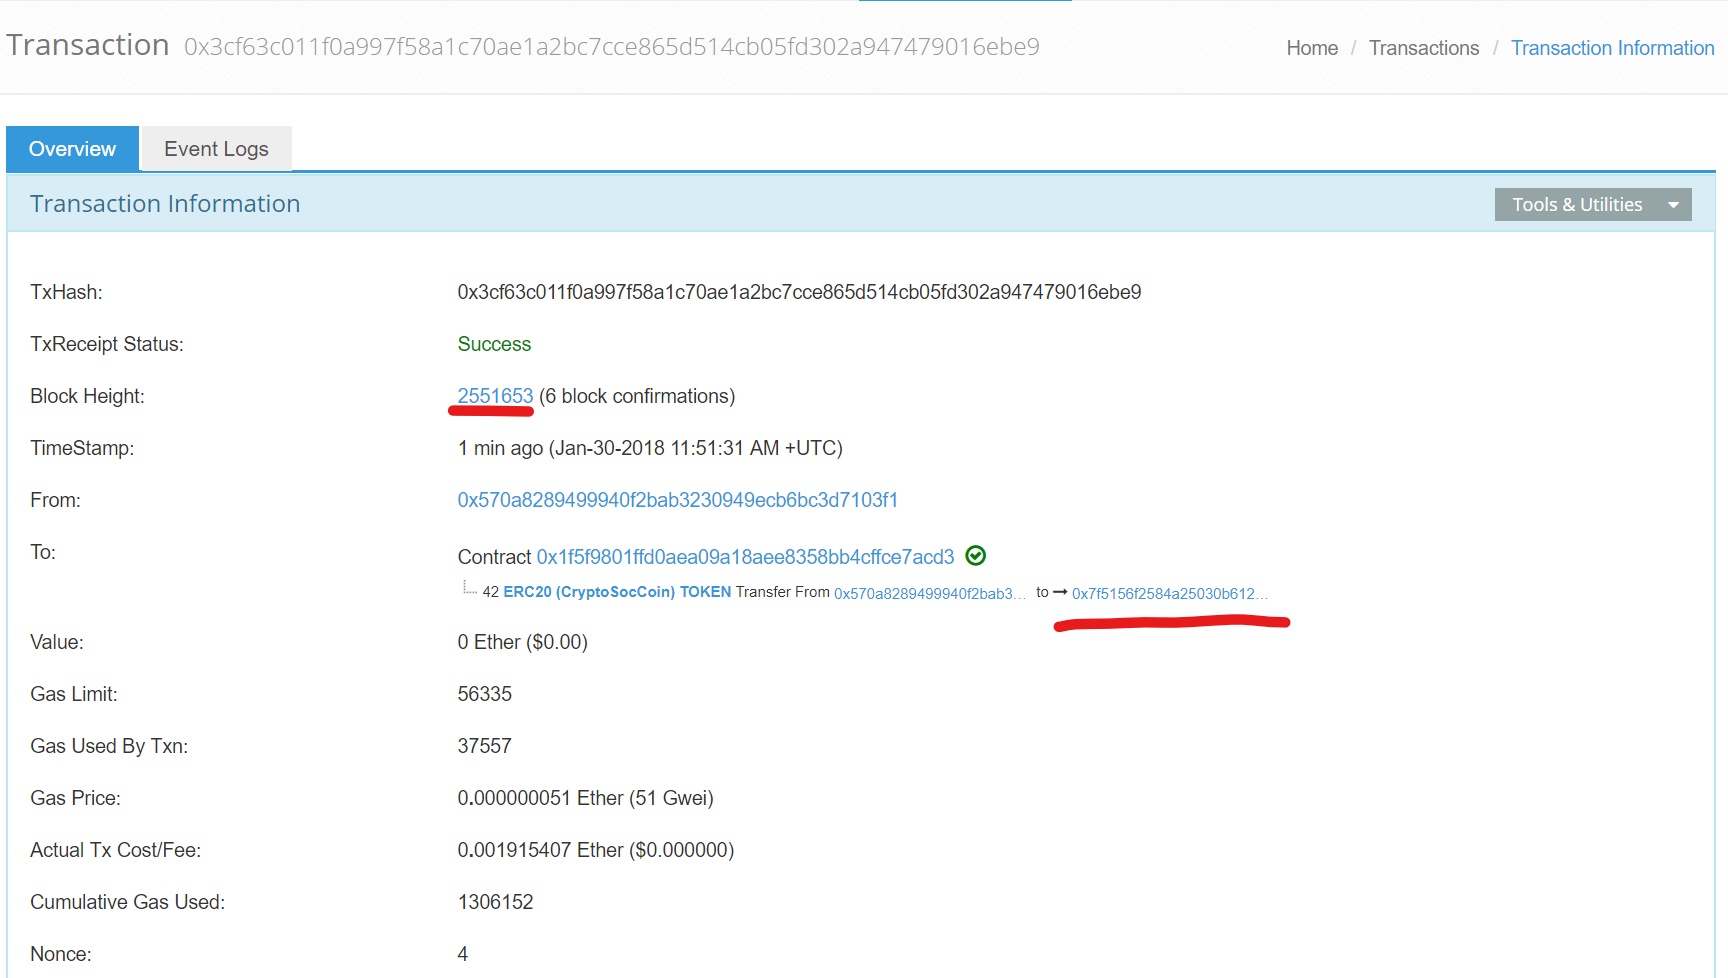 Transaction 0x3cf63c011f0a997f58a1c70ae1a2bc7cce865d514cb05fd302a947479016ebe9
Home / Transactions / Transaction Information
Overview
Event Logs
Transaction Information
Tools & Utilities
TxHash: 0x3cf63c011f0a997f58a1c70ae1a2bc7cce865d514cb05fd302a947479016ebe9
TxReceipt Status: Success
Block Height: 2551653 (6 block confirmations)
TimeStamp: 1 min ago (Jan-30-2018 11:51:31 AM +UTC)
From: 0x570a8289499940f2bab3230949ecb6bc3d7103f1
To: Contract 0x1f5f9801ffd0aea09a18aee8358bb4cffce7acd3
42 ERC20 (CryptoSocCoin) TOKEN Transfer From 0x570a8289499940f2bab3... to → 0x7f5156f2584a25030b612...
Value: 0 Ether ($0.00)
Gas Limit: 56335
Gas Used By Txn: 37557
Gas Price: 0.000000051 Ether (51 Gwei)
Actual Tx Cost/Fee: 0.001915407 Ether ($0.000000)
Cumulative Gas Used: 1306152
Nonce: 4